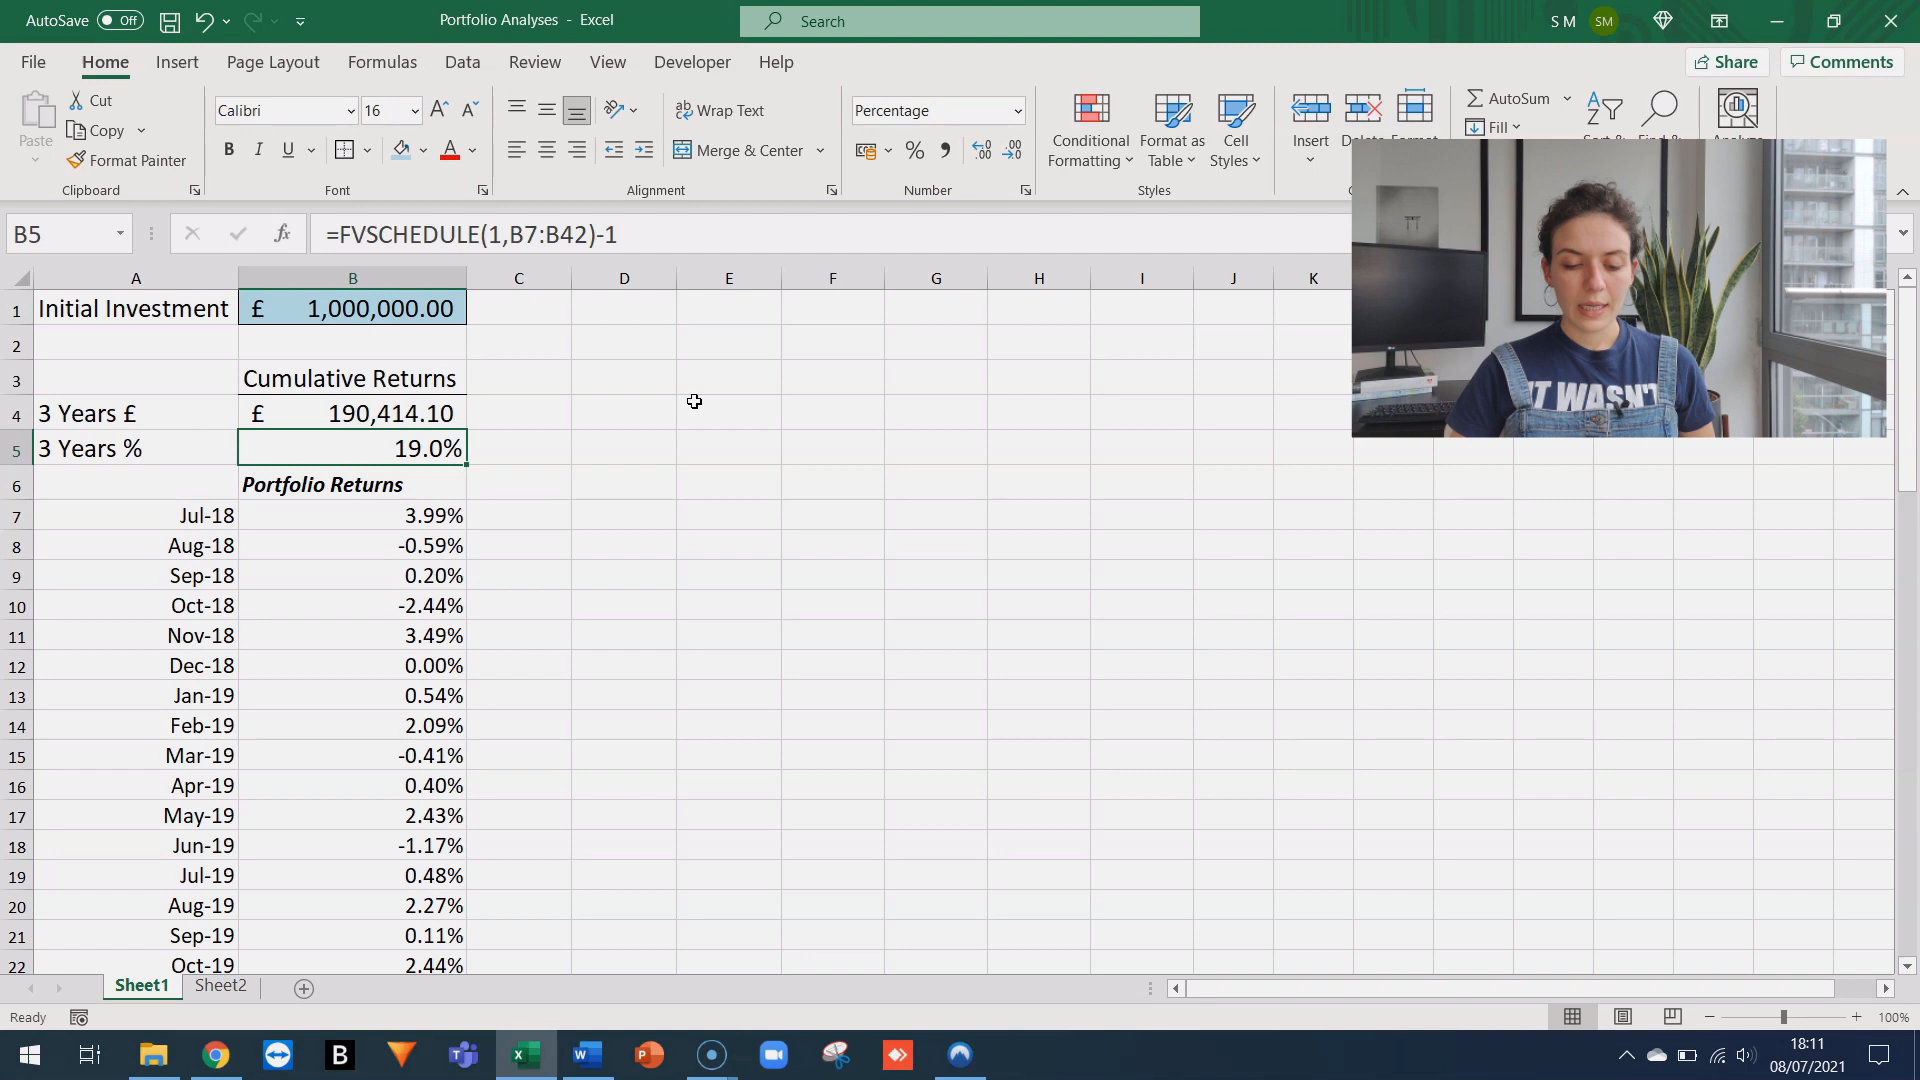 AutoSave Off Portfolio Analyses - Excel Search S M SM
File Home Insert Page Layout Formulas Data Review View Developer Help Share Comments
Paste Cut Calibri 16 Wrap Text Percentage Conditional Formatting Format as Table Cell Styles Insert AutoSum
Copy Fill
Format Painter B I U Merge & Center % 
Clipboard Font Alignment Number Styles
B5 fx =FVSCHEDULE(1,B7:B42)-1
A B C D E F G H I J K
1 Initial Investment £ 1,000,000.00
2
3 Cumulative Returns
4 3 Years £ £ 190,414.10
5 3 Years % 19.0%
6 Portfolio Returns
7 Jul-18 3.99%
8 Aug-18 -0.59%
9 Sep-18 0.20%
10 Oct-18 -2.44%
11 Nov-18 3.49%
12 Dec-18 0.00%
13 Jan-19 0.54%
14 Feb-19 2.09%
15 Mar-19 -0.41%
16 Apr-19 0.40%
17 May-19 2.43%
18 Jun-19 -1.17%
19 Jul-19 0.48%
20 Aug-19 2.27%
21 Sep-19 0.11%
22 Oct-19 2.44%
Sheet1 Sheet2
Ready 100%
18:11
08/07/2021
IT WASN'T